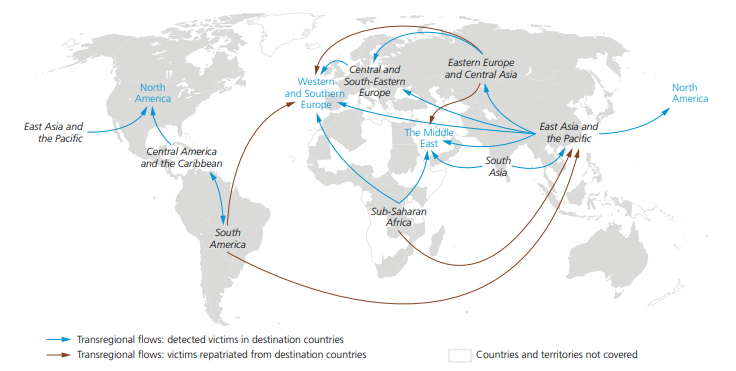 Eastern Europe
and Central Asia
Central and
South-Eastern
Europe
Western
and Southern
Europe
North
America
North
America
East Asia and
the Pacific
East Asia and
the Pacific
The Middle
East
Central America
and the Caribbean
South
Asia
Sub-Saharan
Africa
South
America
Transregional flows: detected victims in destination countries
Transregional flows: victims repatriated from destination countries
Countries and territories not covered